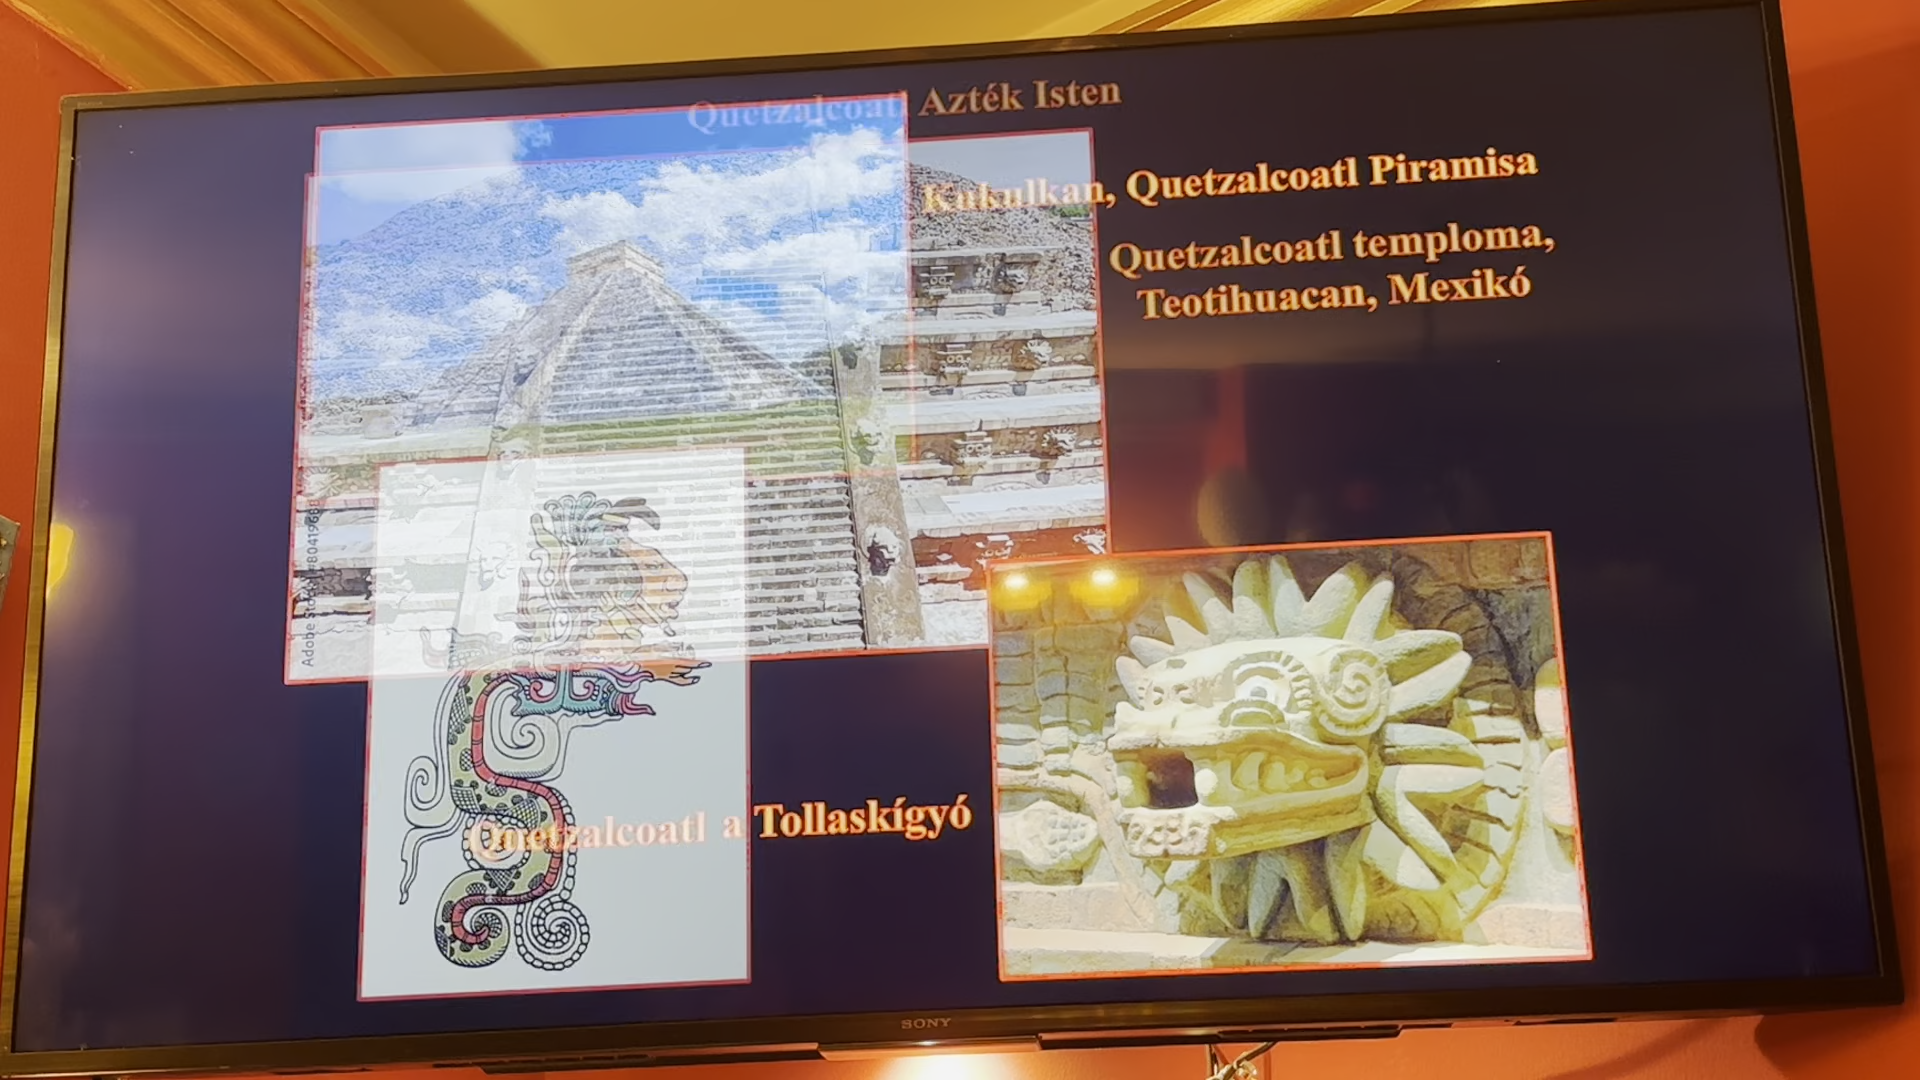 Quetzalcoatl Azték Isten
Kukulkan, Quetzalcoatl Piramisa
Quetzalcoatl temploma,
Teotihuacan, Mexikó
Adobe Stock
Quetzalcoatl a Tollaskígyó
SONY